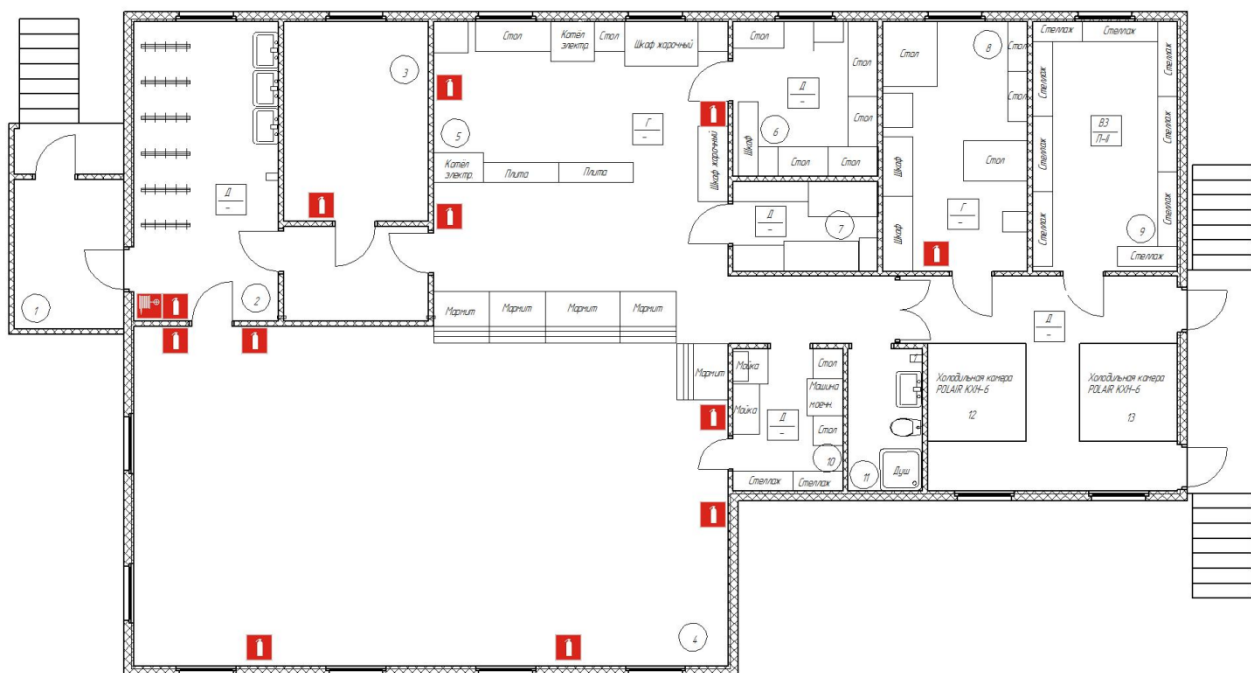 Стол
Котёл
электр.
Стол
Шкаф жарочный
Стол
8
Стол
Стеллаж
Стеллаж
3
Стол
Стеллаж
Стеллаж
Д
–
Стол
5
Г
–
6
Стол
В3
П-II
Шкаф
Стеллаж
Стеллаж
Котёл
электр.
Плита
Плита
Шкаф жарочный
Стол
Стол
Шкаф
Стол
Д
–
Д
–
7
Шкаф
Г
–
Стеллаж
Стеллаж
9
Стеллаж
1
2
Мармит
Мармит
Мармит
Мармит
Д
–
Мармит
Мойка
Стол
Машина
моечн.
Мойка
Д
–
Стол
10
Стеллаж
Стеллаж
11
Душ
Холодильная камера
POLAIR КХН-6
12
Холодильная камера
POLAIR КХН-6
13
4